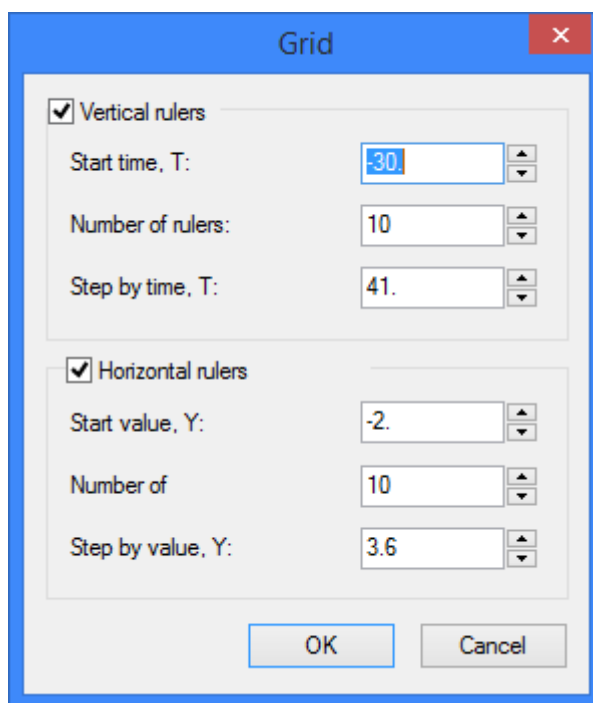 Grid
Vertical rulers
Start time, T: -30.
Number of rulers: 10
Step by time, T: 41.
Horizontal rulers
Start value, Y: -2.
Number of 10
Step by value, Y: 3.6
OK Cancel